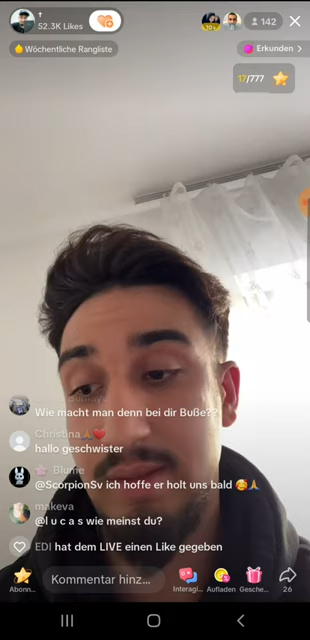 †
52.3K Likes
142
Wöchentliche Rangliste
Erkunden >
17/777
Wie macht man denn bei dir Buße??
Christina🙏❤️
hallo geschwister
🌸 Blume
@ScorpionSv ich hoffe er holt uns bald 🥰🙏
makeva
@l u c a s wie meinst du?
EDI hat dem LIVE einen Like gegeben
Kommentar hinz...
Abonn...
Interagi...
Aufladen
Gesche...
26